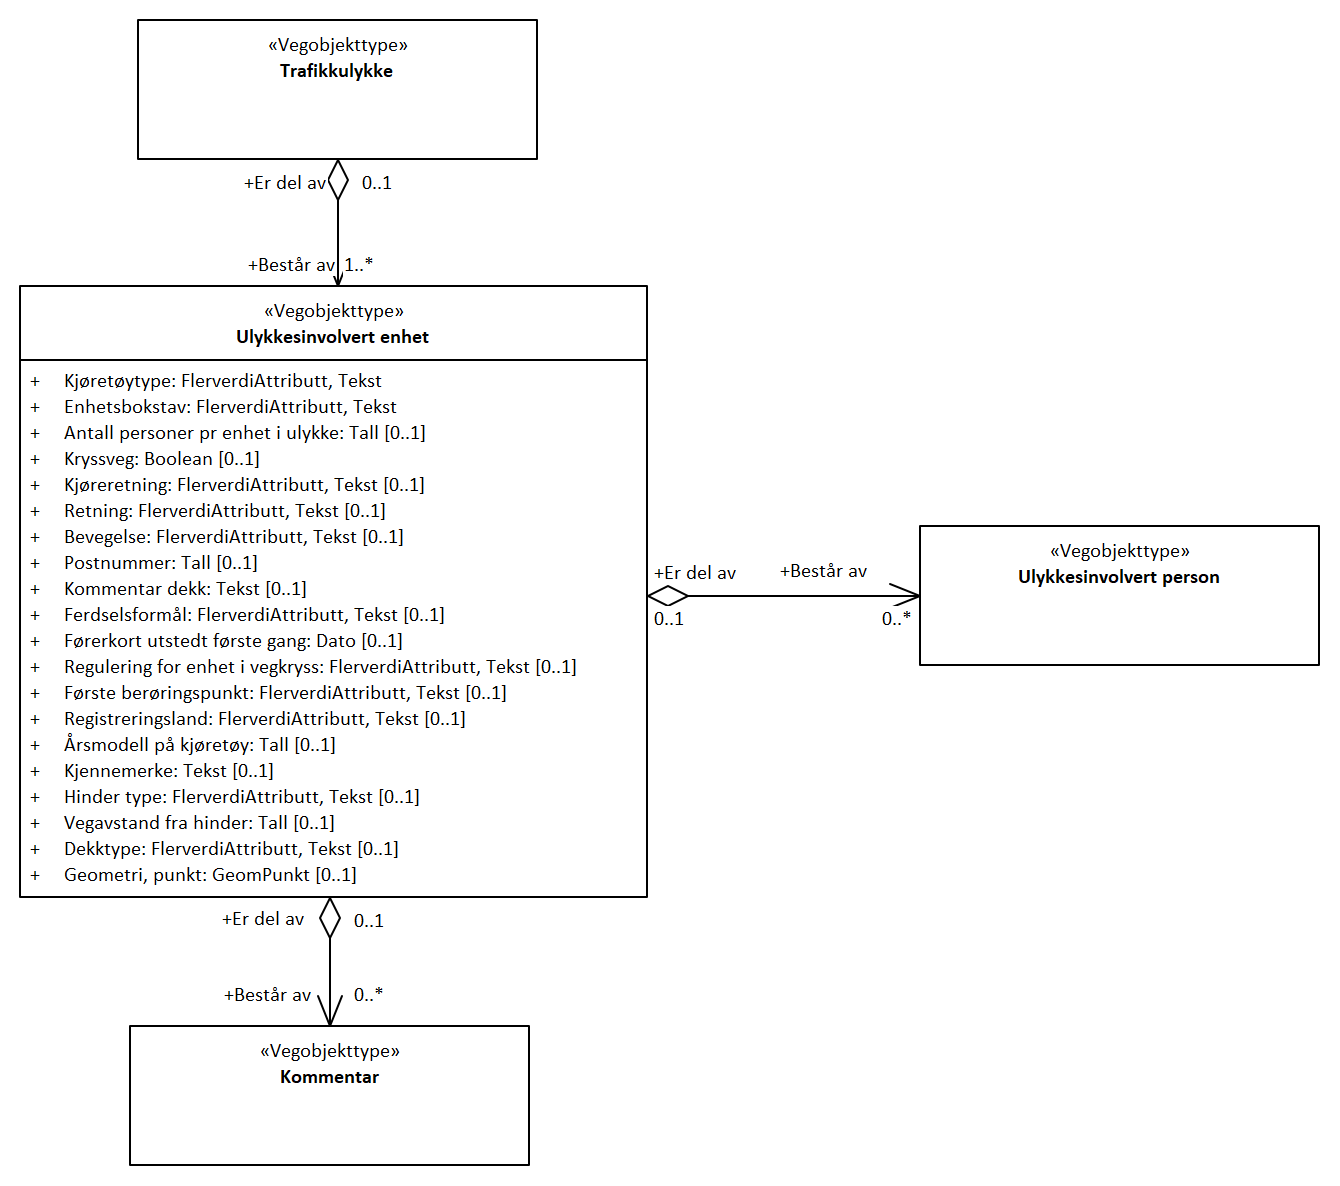 «Vegobjekttype»
Trafikkulykke
+Er del av 0..1
+Består av 1..*
«Vegobjekttype»
Ulykkesinvolvert enhet
+ Kjøretøytype: FlerverdiAttributt, Tekst
+ Enhetsbokstav: FlerverdiAttributt, Tekst
+ Antall personer pr enhet i ulykke: Tall [0..1]
+ Kryssveg: Boolean [0..1]
+ Kjøreretning: FlerverdiAttributt, Tekst [0..1]
+ Retning: FlerverdiAttributt, Tekst [0..1]
+ Bevegelse: FlerverdiAttributt, Tekst [0..1]
+ Postnummer: Tall [0..1]
+ Kommentar dekk: Tekst [0..1]
+ Ferdselsformål: FlerverdiAttributt, Tekst [0..1]
+ Førerkort utstedt første gang: Dato [0..1]
+ Regulering for enhet i vegkryss: FlerverdiAttributt, Tekst [0..1]
+ Første berøringspunkt: FlerverdiAttributt, Tekst [0..1]
+ Registreringsland: FlerverdiAttributt, Tekst [0..1]
+ Årsmodell på kjøretøy: Tall [0..1]
+ Kjennemerke: Tekst [0..1]
+ Hinder type: FlerverdiAttributt, Tekst [0..1]
+ Vegavstand fra hinder: Tall [0..1]
+ Dekktype: FlerverdiAttributt, Tekst [0..1]
+ Geometri, punkt: GeomPunkt [0..1]
+Er del av +Består av
0..1 0..*
«Vegobjekttype»
Ulykkesinvolvert person
+Er del av 0..1
+Består av 0..*
«Vegobjekttype»
Kommentar